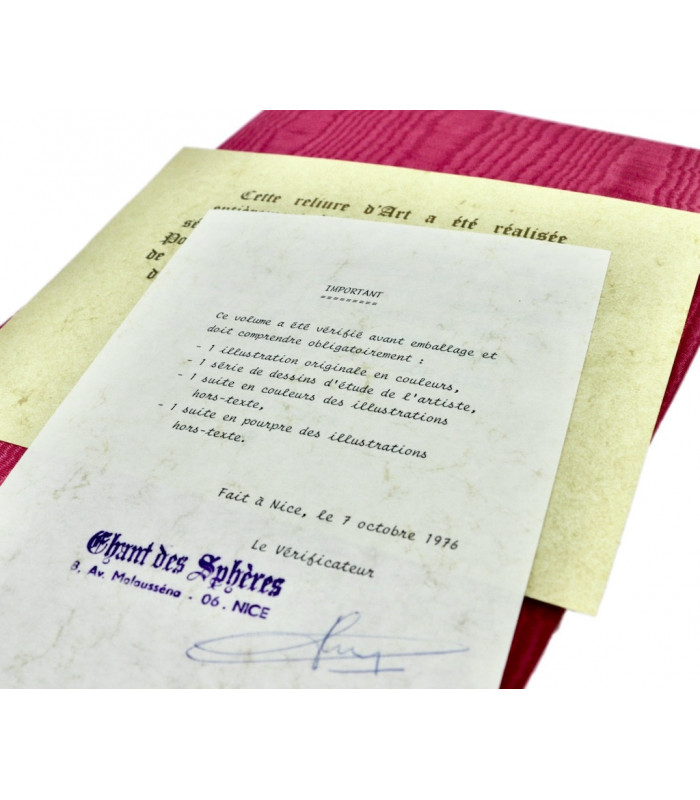 Cette reliure d'Art a été réalisée
de
IMPORTANT
=========
Ce volume a été vérifié avant emballage et
doit comprendre obligatoirement :
- 1 illustration originale en couleurs,
- 1 série de dessins d'étude de l'artiste,
- 1 suite en couleurs des illustrations
hors-texte,
- 1 suite en pourpre des illustrations
hors-texte.
Fait à Nice, le 7 octobre 1976
Le Vérificateur
Chant des Sphères
8, Av. Malausséna - 06 - NICE